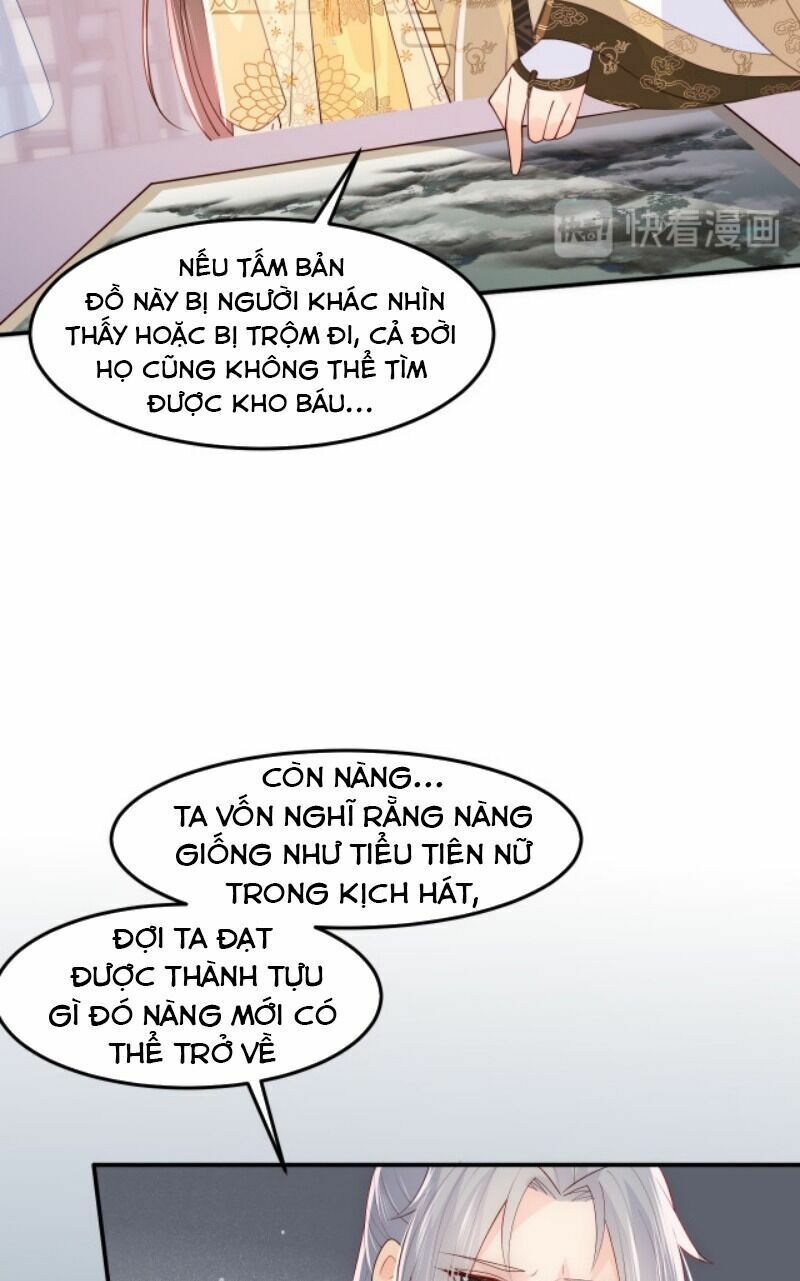 快看漫画
NẾU TẤM BẢN
ĐỒ NÀY BỊ NGƯỜI KHÁC NHÌN
THẤY HOẶC BỊ TRỘM ĐI, CẢ ĐỜI
HỌ CŨNG KHÔNG THỂ TÌM
ĐƯỢC KHO BÁU...
CÒN NÀNG...
TA VỐN NGHĨ RẰNG NÀNG
GIỐNG NHƯ TIỂU TIÊN NỮ
TRONG KỊCH HÁT,
ĐỢI TA ĐẠT
ĐƯỢC THÀNH TỰU
GÌ ĐÓ NÀNG MỚI CÓ
THỂ TRỞ VỀ